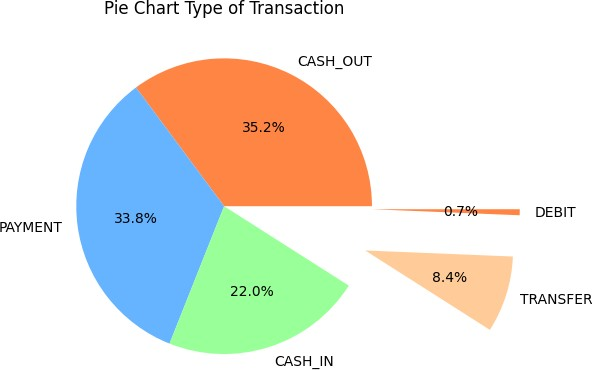 Pie Chart Type of Transaction
CASH_OUT
35.2%
PAYMENT
33.8%
CASH_IN
22.0%
TRANSFER
8.4%
DEBIT
0.7%